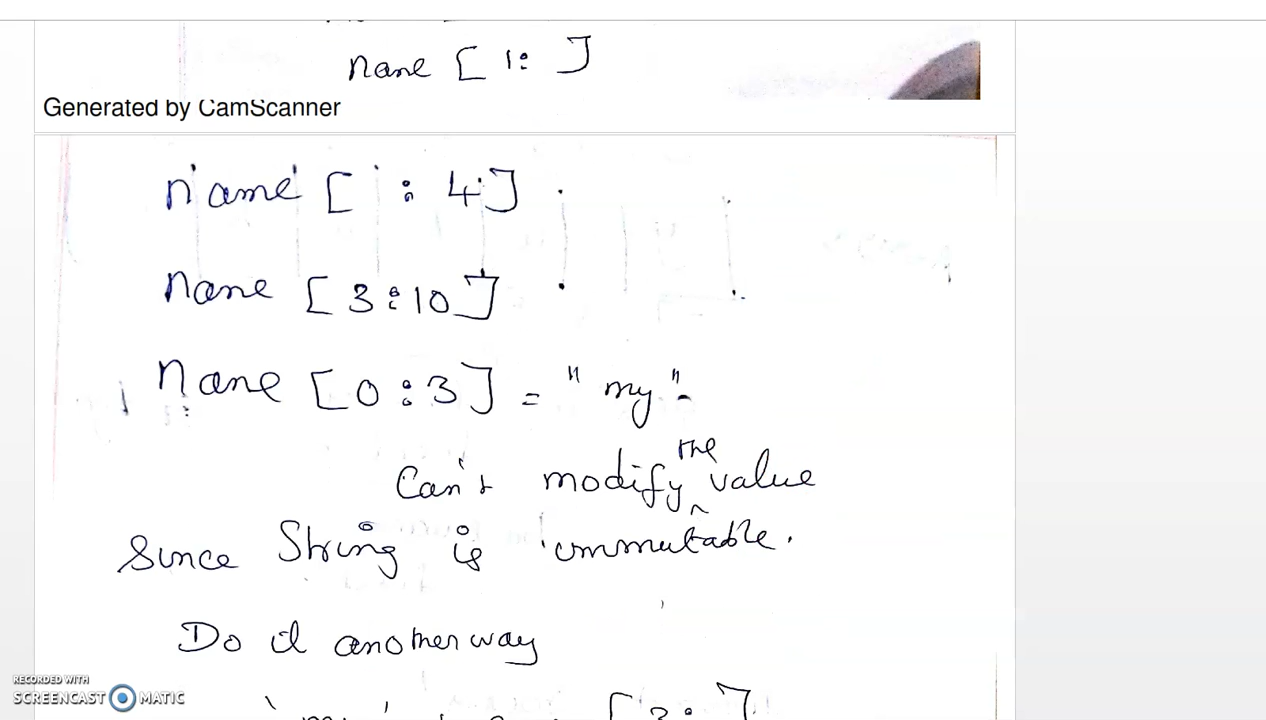 name [ 1: ]
Generated by CamScanner
name [ : 4 ]
name [ 3:10 ]
name [ 0:3 ] = "my"
Can't modify the value
Since String is immutable.
Do it another way
[ 3: ]
RECORDED WITH
SCREENCAST MATIC